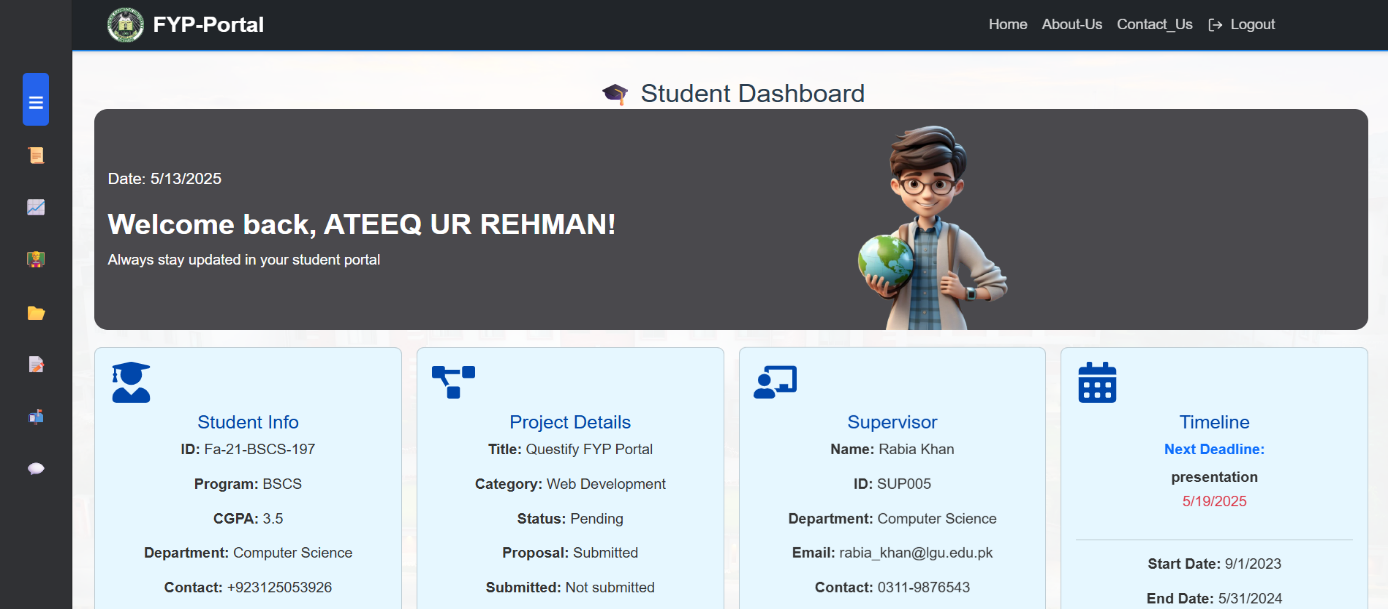 FYP-Portal
Home
About-Us
Contact_Us
Logout
Student Dashboard
Date: 5/13/2025
Welcome back, ATEEQ UR REHMAN!
Always stay updated in your student portal
Student Info
ID: Fa-21-BSCS-197
Program: BSCS
CGPA: 3.5
Department: Computer Science
Contact: +923125053926
Project Details
Title: Questify FYP Portal
Category: Web Development
Status: Pending
Proposal: Submitted
Submitted: Not submitted
Supervisor
Name: Rabia Khan
ID: SUP005
Department: Computer Science
Email: rabia_khan@lgu.edu.pk
Contact: 0311-9876543
Timeline
Next Deadline:
presentation
5/19/2025
Start Date: 9/1/2023
End Date: 5/31/2024